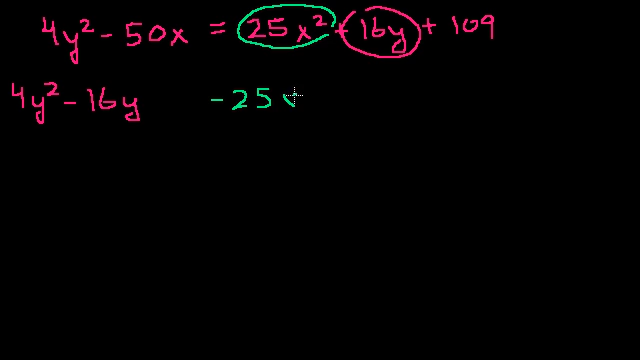 4y² - 50x = 25x² + 16y + 109
4y² - 16y - 25